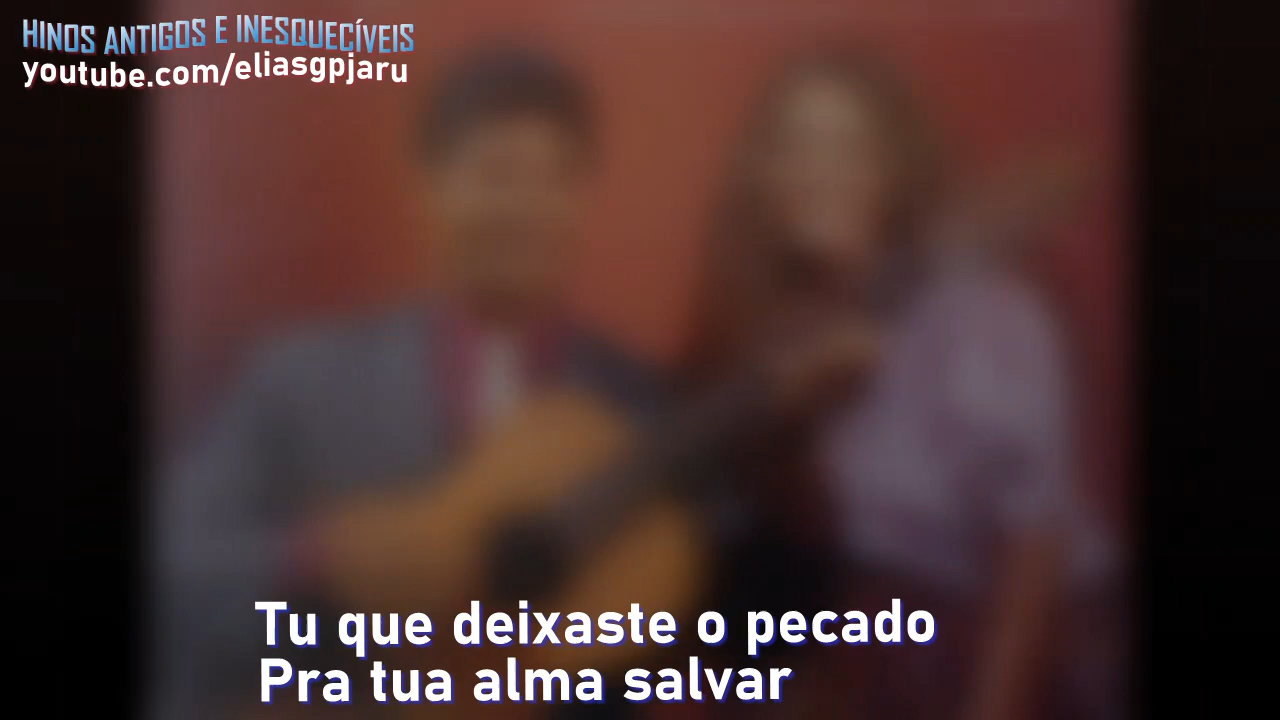 HINOS ANTIGOS E INESQUECÍVEIS
youtube.com/eliasgpjaru
Tu que deixaste o pecado
Pra tua alma salvar